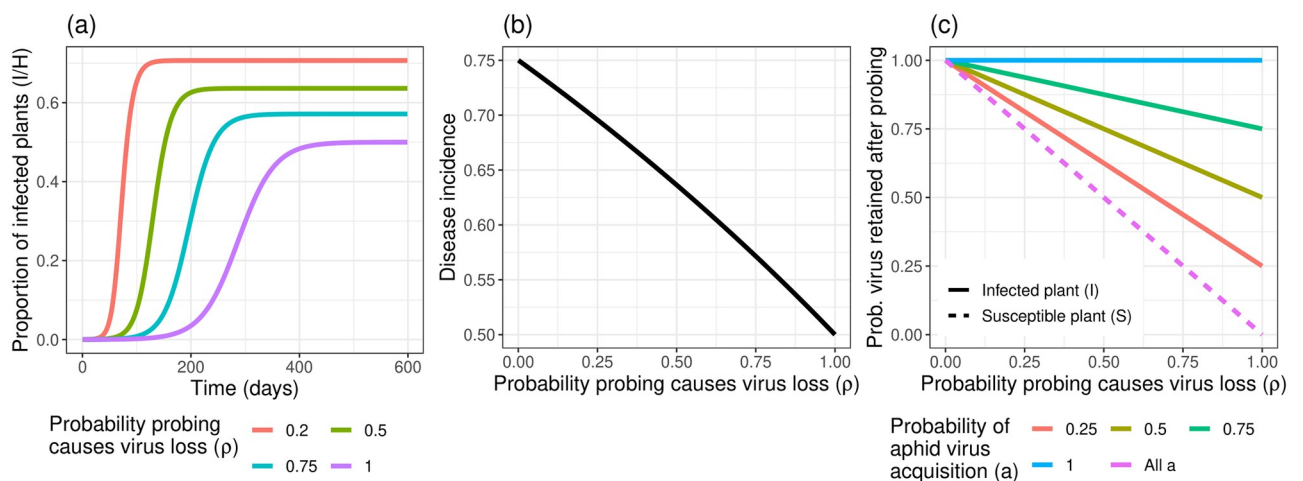 (a)
Proportion of infected plants (I/H)
0.6
0.4
0.2
0.0
0
200
400
600
Time (days)
Probability probing
causes virus loss (ρ)
0.2
0.5
0.75
1
(b)
Disease incidence
0.75
0.70
0.65
0.60
0.55
0.50
0.00
0.25
0.50
0.75
1.00
Probability probing causes virus loss (ρ)
(c)
Prob. virus retained after probing
1.00
0.75
0.50
0.25
0.00
Infected plant (I)
Susceptible plant (S)
0.00
0.25
0.50
0.75
1.00
Probability probing causes virus loss (ρ)
Probability of
aphid virus
acquisition (a)
0.25
0.5
0.75
1
All a